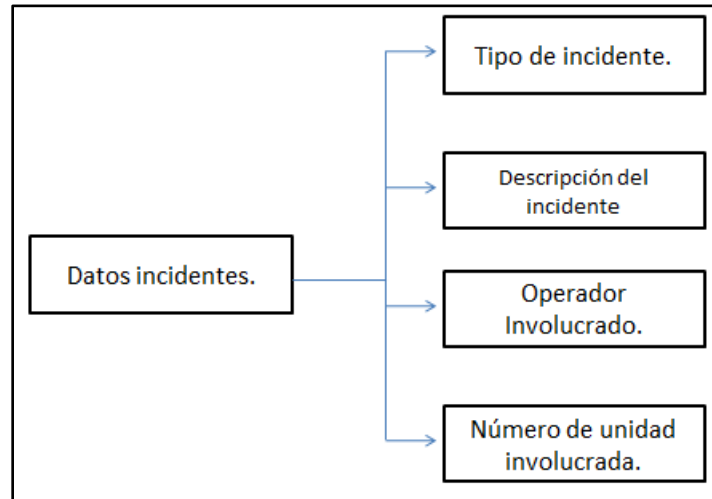 Tipo de incidente.
Descripción del
incidente
Datos incidentes.
Operador
Involucrado.
Número de unidad
involucrada.